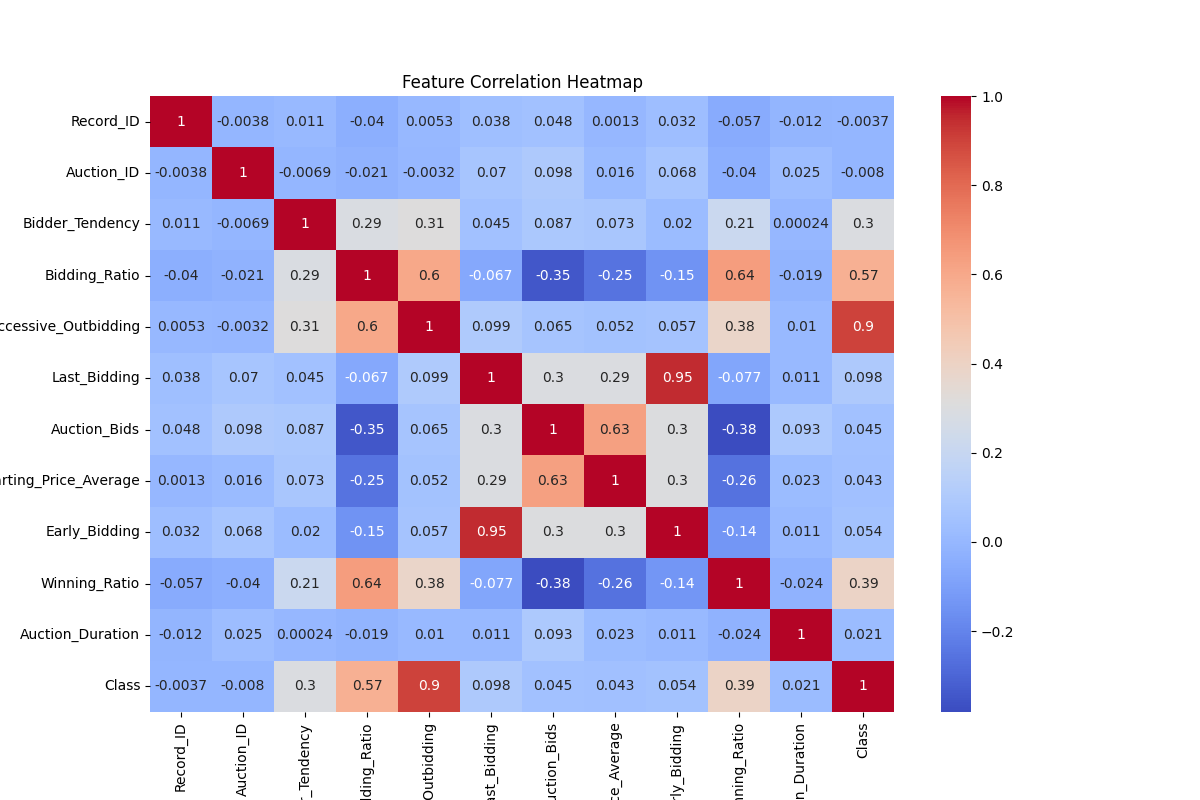 Feature Correlation Heatmap
Record_ID 1 -0.0038 0.011 -0.04 0.0053 0.038 0.048 0.0013 0.032 -0.057 -0.012 -0.0037
Auction_ID -0.0038 1 -0.0069 -0.021 -0.0032 0.07 0.098 0.016 0.068 -0.04 0.025 -0.008
Bidder_Tendency 0.011 -0.0069 1 0.29 0.31 0.045 0.087 0.073 0.02 0.21 0.00024 0.3
Bidding_Ratio -0.04 -0.021 0.29 1 0.6 -0.067 -0.35 -0.25 -0.15 0.64 -0.019 0.57
ccessive_Outbidding 0.0053 -0.0032 0.31 0.6 1 0.099 0.065 0.052 0.057 0.38 0.01 0.9
Last_Bidding 0.038 0.07 0.045 -0.067 0.099 1 0.3 0.29 0.95 -0.077 0.011 0.098
Auction_Bids 0.048 0.098 0.087 -0.35 0.065 0.3 1 0.63 0.3 -0.38 0.093 0.045
arting_Price_Average 0.0013 0.016 0.073 -0.25 0.052 0.29 0.63 1 0.3 -0.26 0.023 0.043
Early_Bidding 0.032 0.068 0.02 -0.15 0.057 0.95 0.3 0.3 1 -0.14 0.011 0.054
Winning_Ratio -0.057 -0.04 0.21 0.64 0.38 -0.077 -0.38 -0.26 -0.14 1 -0.024 0.39
Auction_Duration -0.012 0.025 0.00024 -0.019 0.01 0.011 0.093 0.023 0.011 -0.024 1 0.021
Class -0.0037 -0.008 0.3 0.57 0.9 0.098 0.045 0.043 0.054 0.39 0.021 1
Record_ID
Auction_ID
r_Tendency
dding_Ratio
Outbidding
ast_Bidding
uction_Bids
ce_Average
rly_Bidding
nning_Ratio
n_Duration
Class
1.0
0.8
0.6
0.4
0.2
0.0
−0.2